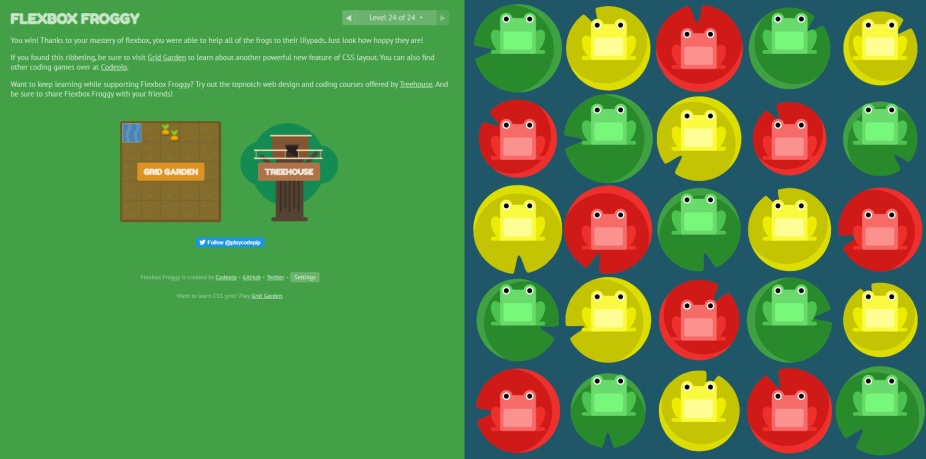 FLEXBOX FROGGY
◀ Level 24 of 24 ▾ ▶
You win! Thanks to your mastery of flexbox, you were able to help all of the frogs to their lilypads. Just look how hoppy they are!
If you found this ribbeting, be sure to visit Grid Garden to learn about another powerful new feature of CSS layout. You can also find
other coding games over at Codepip.
Want to keep learning while supporting Flexbox Froggy? Try out the topnotch web design and coding courses offered by Treehouse. And
be sure to share Flexbox Froggy with your friends!
GRID GARDEN
TREEHOUSE
Follow @playcodepip
Flexbox Froggy is created by Codepip • GitHub • Twitter • Settings
Want to learn CSS grid? Play Grid Garden.